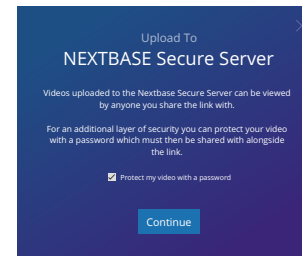 Upload To
NEXTBASE Secure Server
Videos uploaded to the Nextbase Secure Server can be viewed
by anyone you share the link with.
For an additional layer of security you can protect your video
with a password which must then be shared with alongside
the link.
Protect my video with a password
Continue